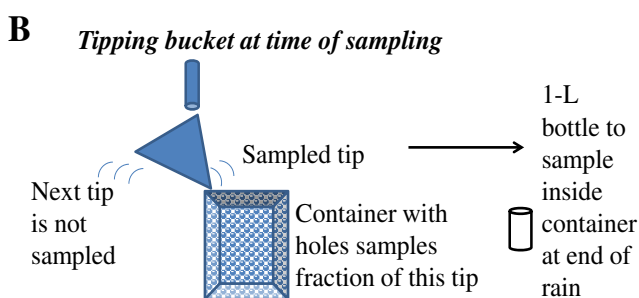 B
Tipping bucket at time of sampling
Sampled tip
Next tip
is not
sampled
Container with
holes samples
fraction of this tip
1-L
bottle to
sample
inside
container
at end of
rain